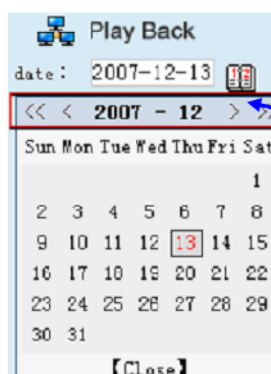 Play Back
date: 2007-12-13
<< < 2007 - 12 > >>
Sun Mon Tue Wed Thu Fri Sat
1
2 3 4 5 6 7 8
9 10 11 12 13 14 15
16 17 18 19 20 21 22
23 24 25 26 27 28 29
30 31
【Close】